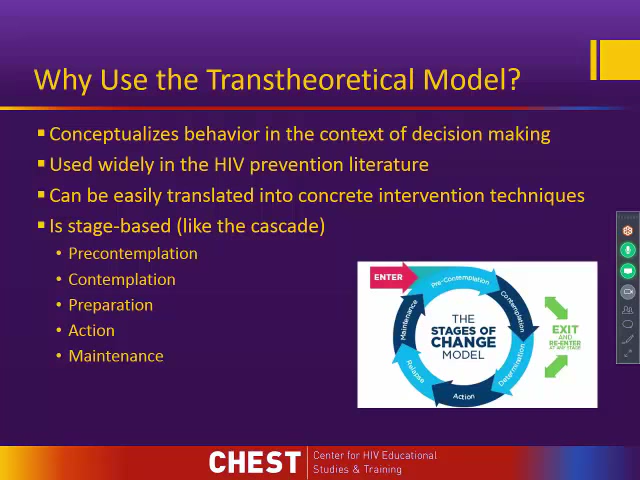 Why Use the Transtheoretical Model?
Conceptualizes behavior in the context of decision making
Used widely in the HIV prevention literature
Can be easily translated into concrete intervention techniques
Is stage-based (like the cascade)
Precontemplation
Contemplation
Preparation
Action
Maintenance
ENTER
Pre-Contemplation
Contemplation
Determination
Action
Relapse
Maintenance
THE
STAGES OF
CHANGE
MODEL
EXIT
AND
RE-ENTER
AT ANY STAGE
CHEST
Center for HIV Educational
Studies & Training